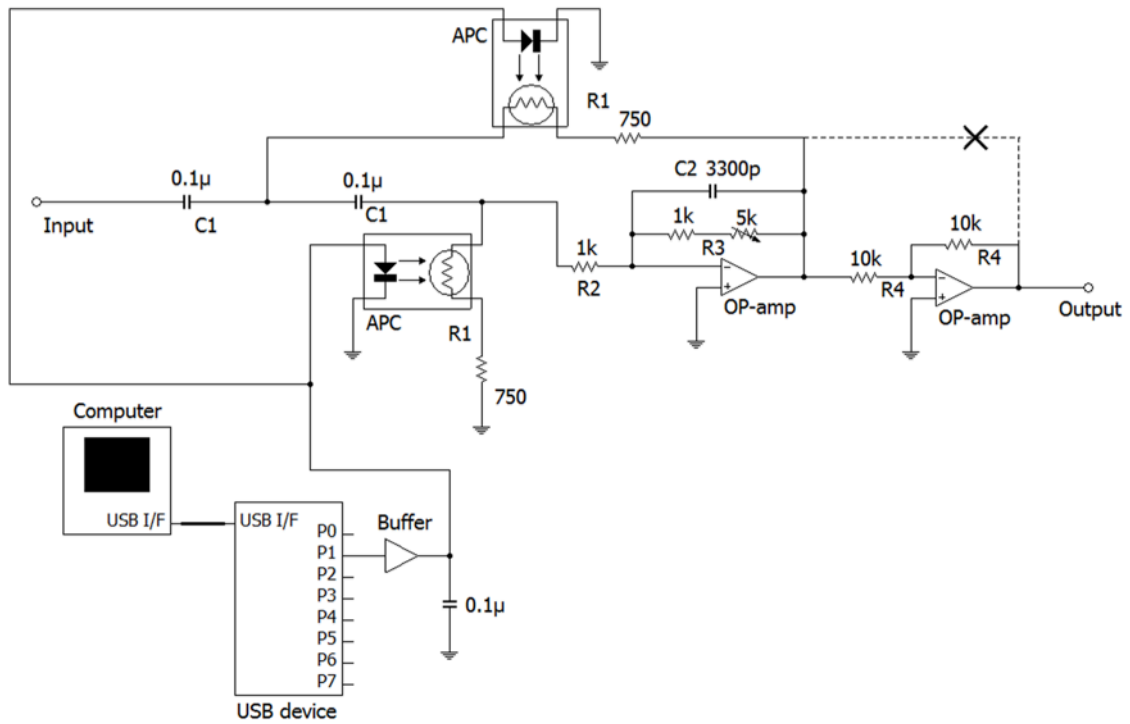 APC
R1
750
C2 3300p
0.1μ
0.1μ
1k
5k
10k
Input
C1
C1
1k
R3
10k
R4
R2
R4
OP-amp
OP-amp
Output
APC
R1
750
Computer
USB I/F
USB I/F
Buffer
P0
P1
P2
P3
P4
P5
P6
P7
0.1μ
USB device